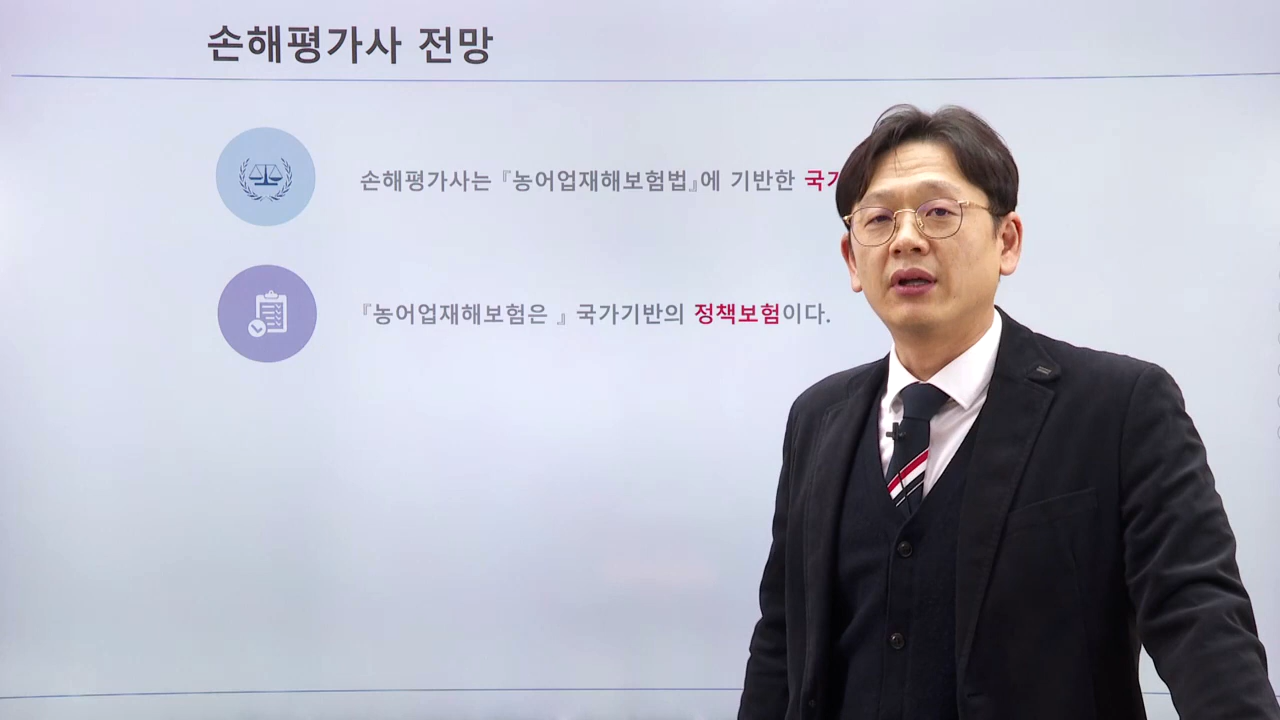 손해평가사 전망
손해평가사는 『농어업재해보험법』에 기반한 국가
『농어업재해보험은 』 국가기반의 정책보험이다.